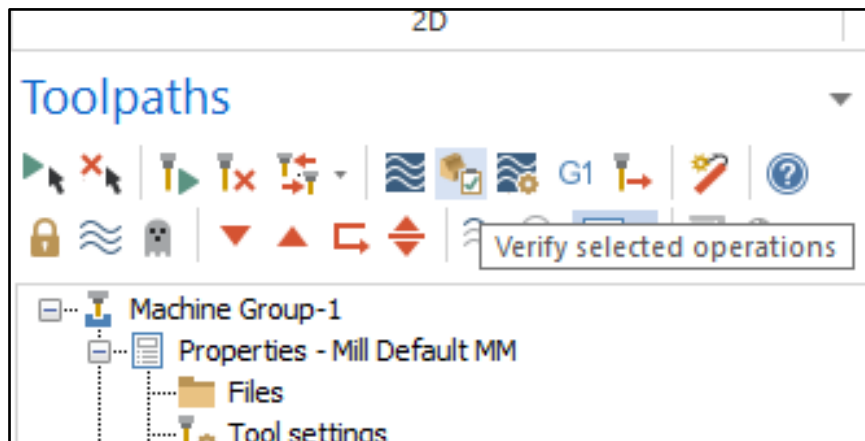 2D
Toolpaths
G1
Verify selected operations
Machine Group-1
Properties - Mill Default MM
Files
Tool settings